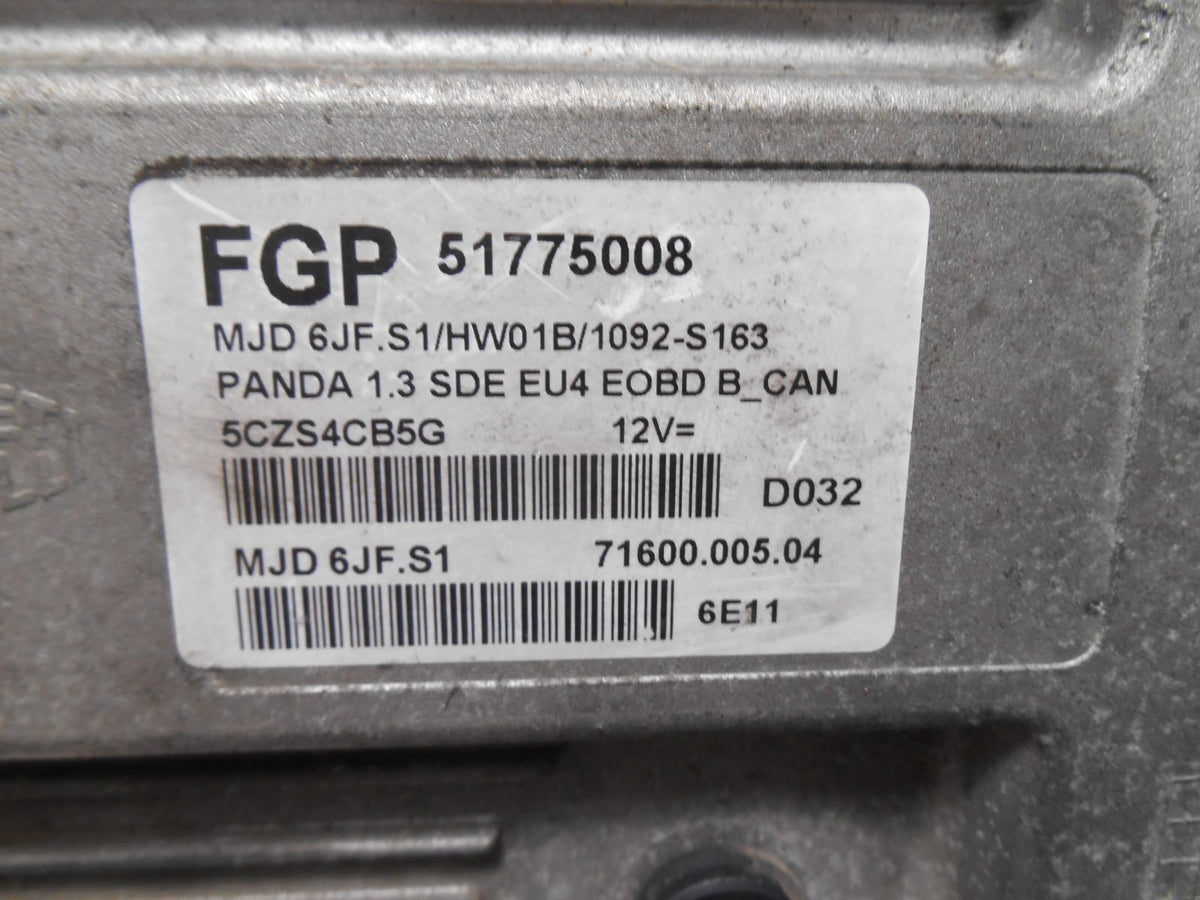 FGP 51775008
MJD 6JF.S1/HW01B/1092-S163
PANDA 1.3 SDE EU4 EOBD B_CAN
5CZS4CB5G 12V=
D032
MJD 6JF.S1 71600.005.04
6E11